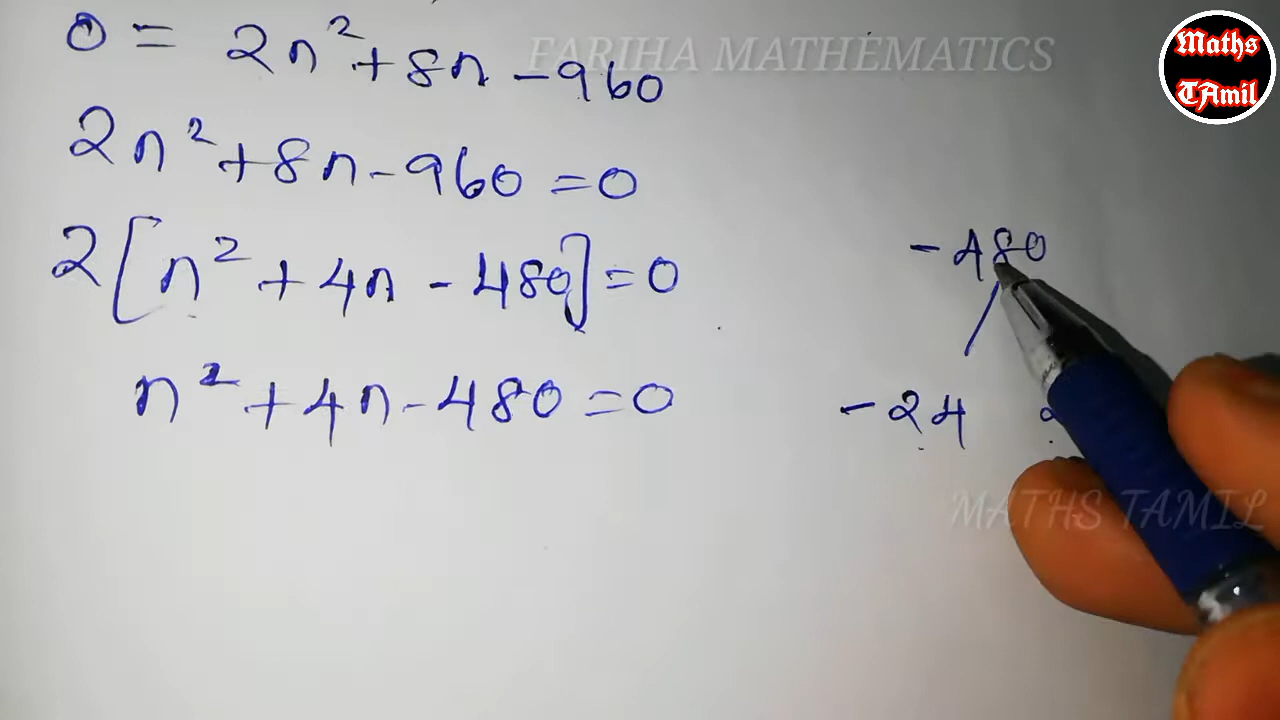 FARIHA MATHEMATICS
Maths
TAmil
0 = 2n² + 8n - 960
2n² + 8n - 960 = 0
2[n² + 4n - 480] = 0
n² + 4n - 480 = 0
-480
-24
MATHS TAMIL